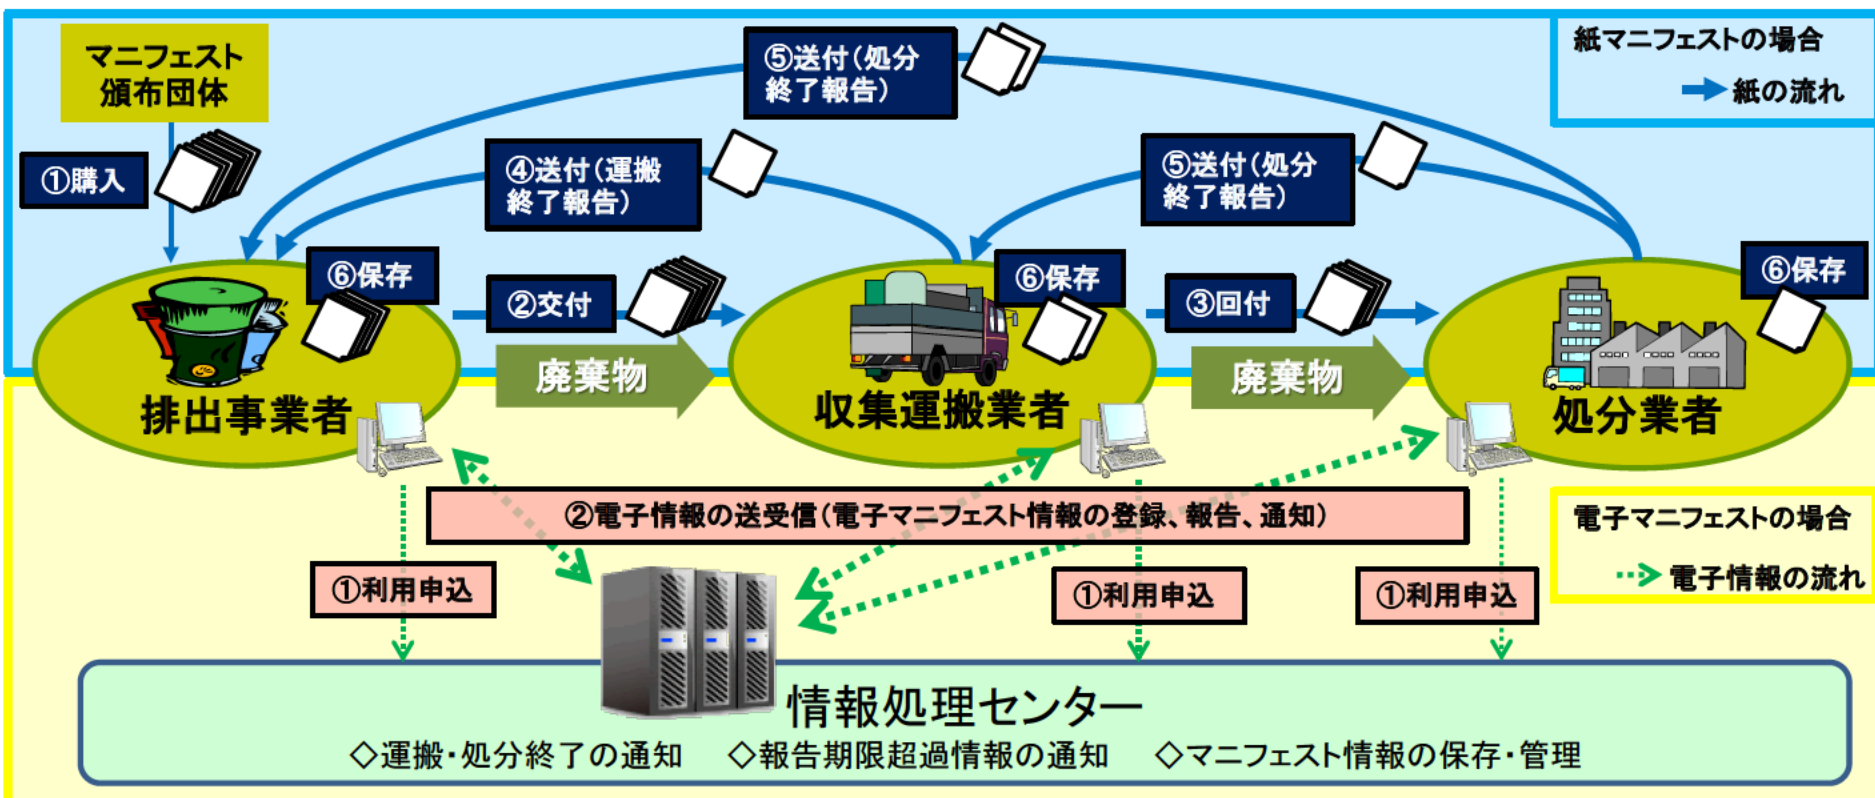 マニフェスト
頒布団体
①購入
⑤送付(処分
終了報告)
紙マニフェストの場合
紙の流れ
④送付(運搬
終了報告)
⑤送付(処分
終了報告)
⑥保存
②交付
⑥保存
③回付
⑥保存
廃棄物
廃棄物
排出事業者
収集運搬業者
処分業者
②電子情報の送受信(電子マニフェスト情報の登録、報告、通知)
電子マニフェストの場合
電子情報の流れ
①利用申込
①利用申込
①利用申込
情報処理センター
◇運搬・処分終了の通知 ◇報告期限超過情報の通知 ◇マニフェスト情報の保存・管理